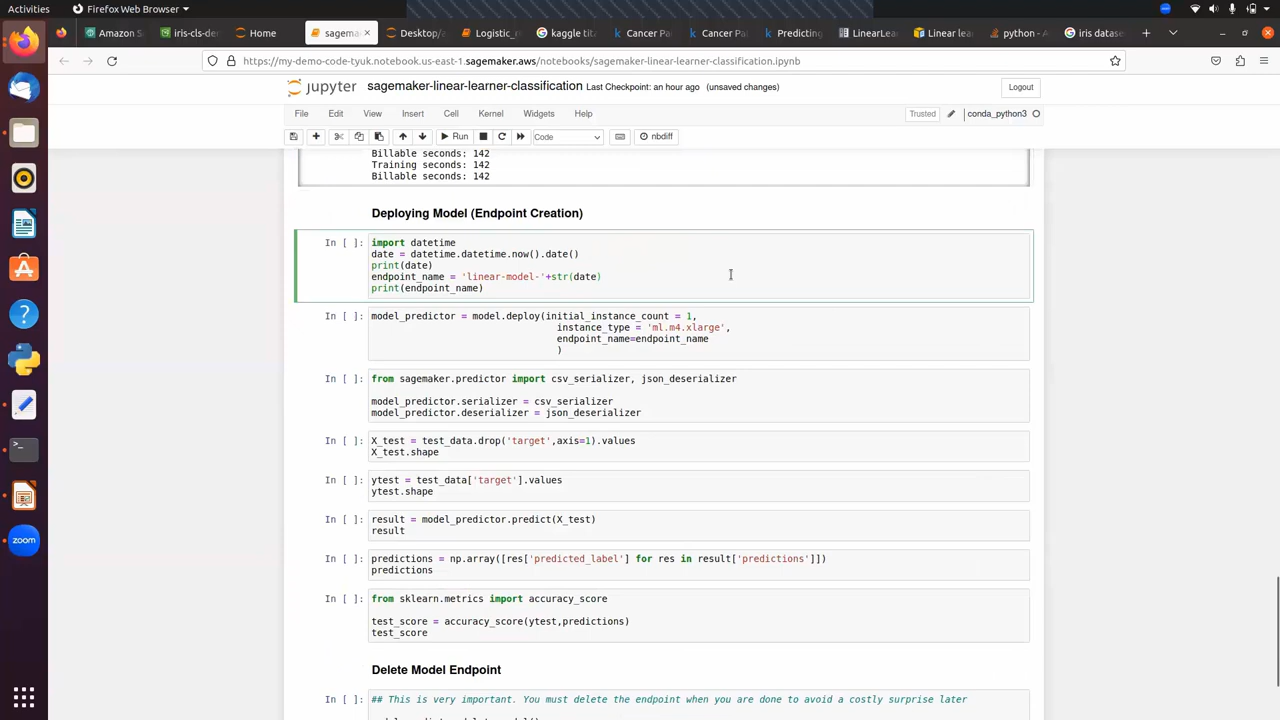 Activities
Firefox Web Browser
Amazon S
iris-cls-de
Home
sagema
Desktop/a
Logistic_r
kaggle tit
Cancer Pa
Cancer Pa
Predicting
LinearLea
Linear lea
Python so
iris datase
https://my-demo-code-tyuk.notebook.us-east-1.sagemaker.aws/notebooks/sagemaker-linear-learner-classification.ipynb
jupyter sagemaker-linear-learner-classification Last Checkpoint: an hour ago (unsaved changes)
Logout
File Edit View Insert Cell Kernel Widgets Help
Trusted
conda_python3
Run
Code
nbdiff
Billable seconds: 142
Training seconds: 142
Billable seconds: 142
Deploying Model (Endpoint Creation)
In [ ]: import datetime
date = datetime.datetime.now().date()
print(date)
endpoint_name = 'linear-model-'+str(date)
print(endpoint_name)
In [ ]: model_predictor = model.deploy(initial_instance_count = 1,
instance_type = 'ml.m4.xlarge',
endpoint_name=endpoint_name
)
In [ ]: from sagemaker.predictor import csv_serializer, json_deserializer
model_predictor.serializer = csv_serializer
model_predictor.deserializer = json_deserializer
In [ ]: X_test = test_data.drop('target',axis=1).values
X_test.shape
In [ ]: ytest = test_data['target'].values
ytest.shape
In [ ]: result = model_predictor.predict(X_test)
result
In [ ]: predictions = np.array([res['predicted_label'] for res in result['predictions']])
predictions
In [ ]: from sklearn.metrics import accuracy_score
test_score = accuracy_score(ytest,predictions)
test_score
Delete Model Endpoint
In [ ]: ## This is very important. You must delete the endpoint when you are done to avoid a costly surprise later
zoom